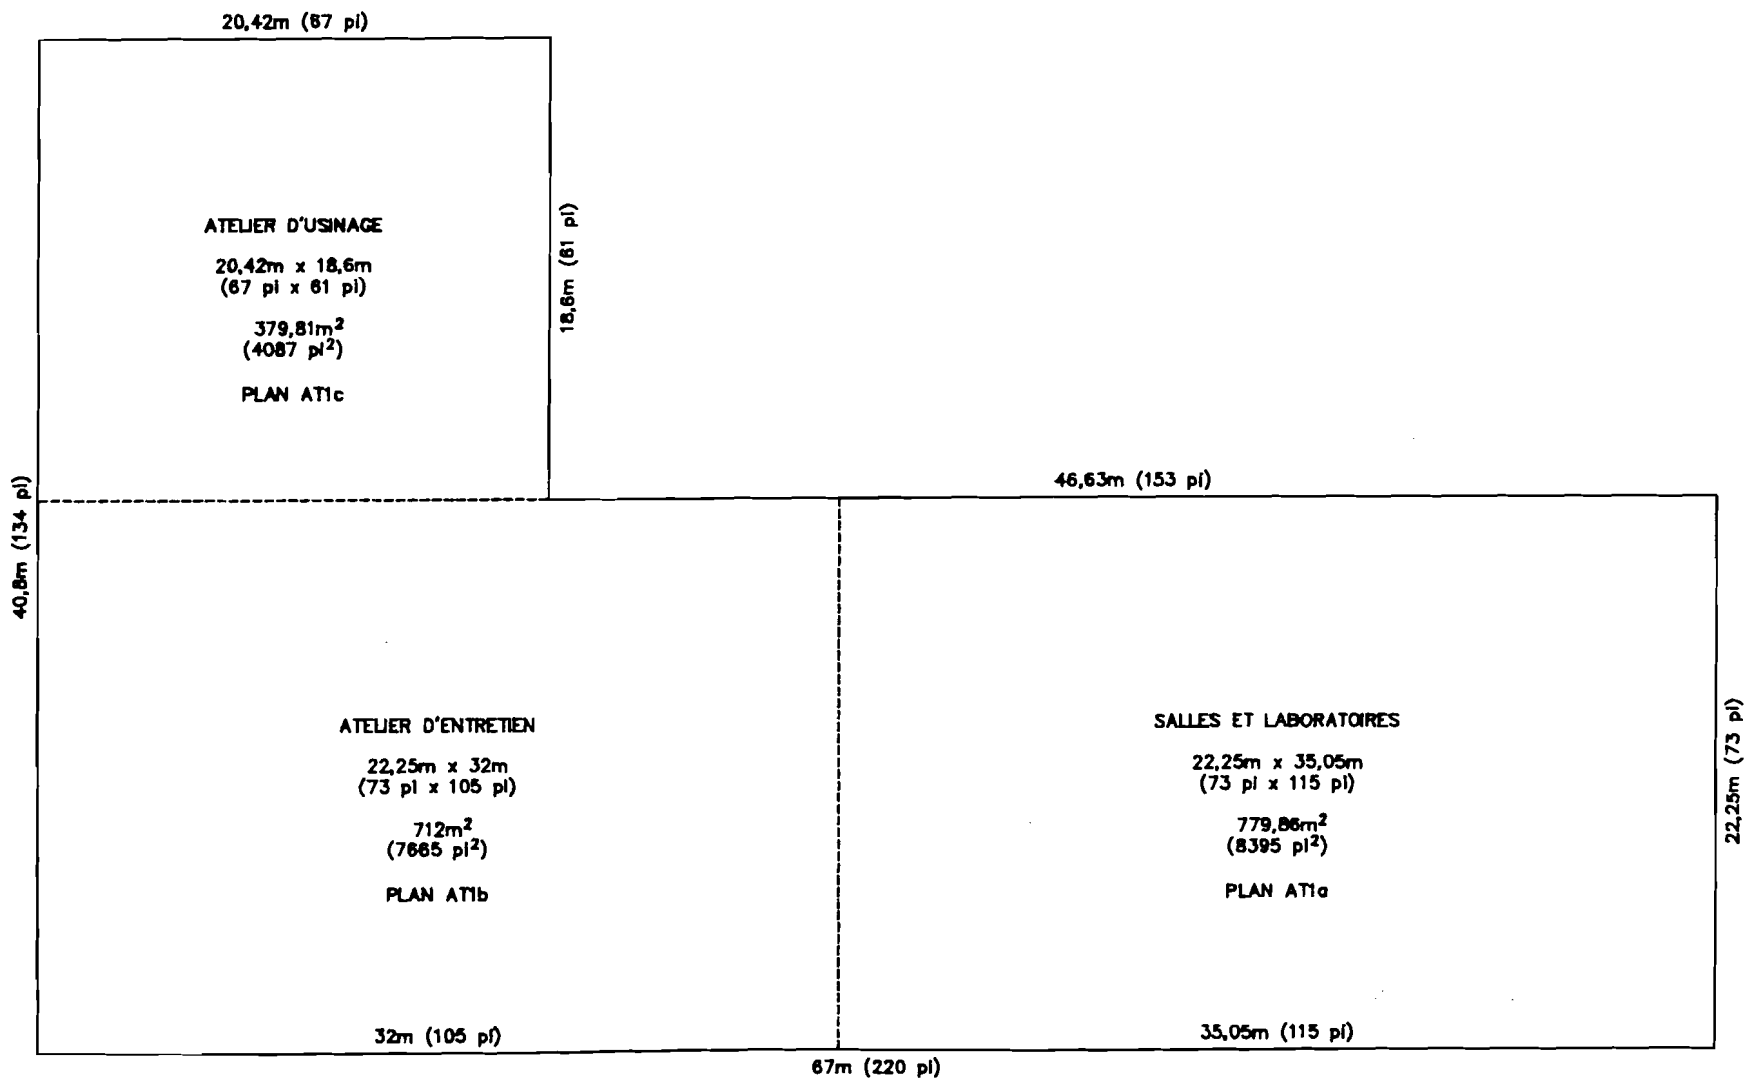 20,42m (67 pi)
ATELIER D'USINAGE
20,42m x 18,6m
(67 pi x 61 pi)
379,81m²
(4087 pi²)
PLAN AT1c
18,6m (61 pi)
46,63m (153 pi)
40,8m (134 pi)
ATELIER D'ENTRETIEN
22,25m x 32m
(73 pi x 105 pi)
712m²
(7665 pi²)
PLAN AT1b
SALLES ET LABORATOIRES
22,25m x 35,05m
(73 pi x 115 pi)
779,86m²
(8395 pi²)
PLAN AT1a
22,25m (73 pi)
32m (105 pi)
35,05m (115 pi)
67m (220 pi)